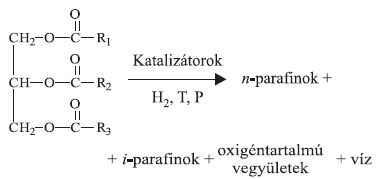 O
CH₂–O–C–R₁
O
CH–O–C–R₂
O
CH₂–O–C–R₃
Katalizátorok
H₂, T, P
n-parafinok +
+ i-parafinok + oxigéntartalmú vegyületek + víz